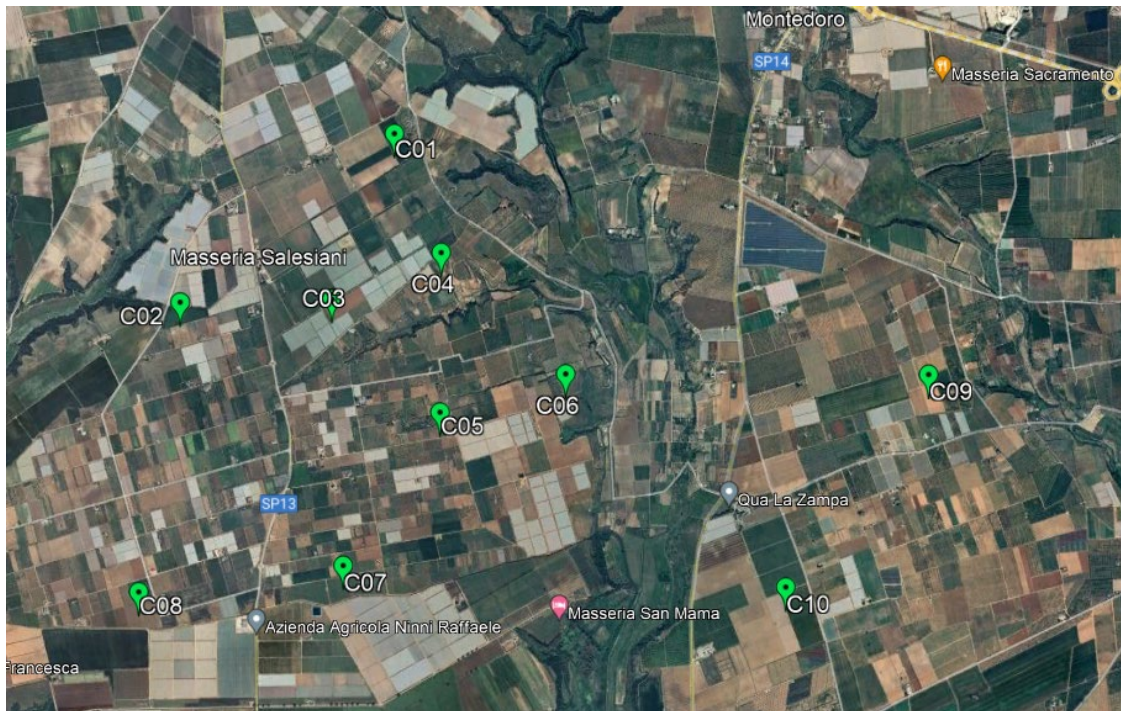 Montedoro
SP14
Masseria Sacramento
C01
Masseria Salesiani
C04
C03
C02
C09
C06
C05
Qua La Zampa
SP13
C07
C08
C10
Masseria San Mama
Azienda Agricola Ninni Raffaele
Francesca